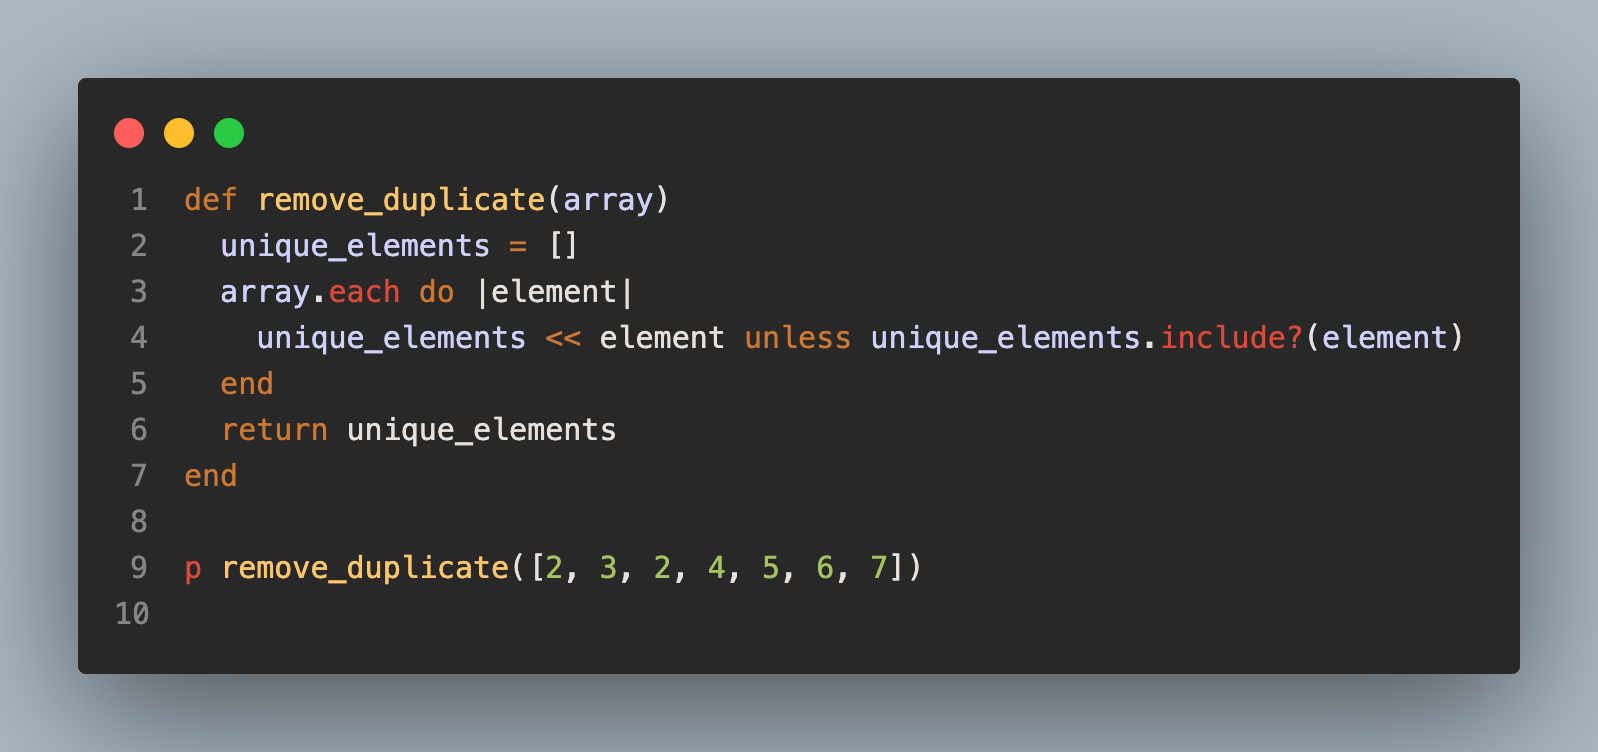 1 def remove_duplicate(array)
2   unique_elements = []
3   array.each do |element|
4     unique_elements << element unless unique_elements.include?(element)
5   end
6   return unique_elements
7 end
8
9 p remove_duplicate([2, 3, 2, 4, 5, 6, 7])
10